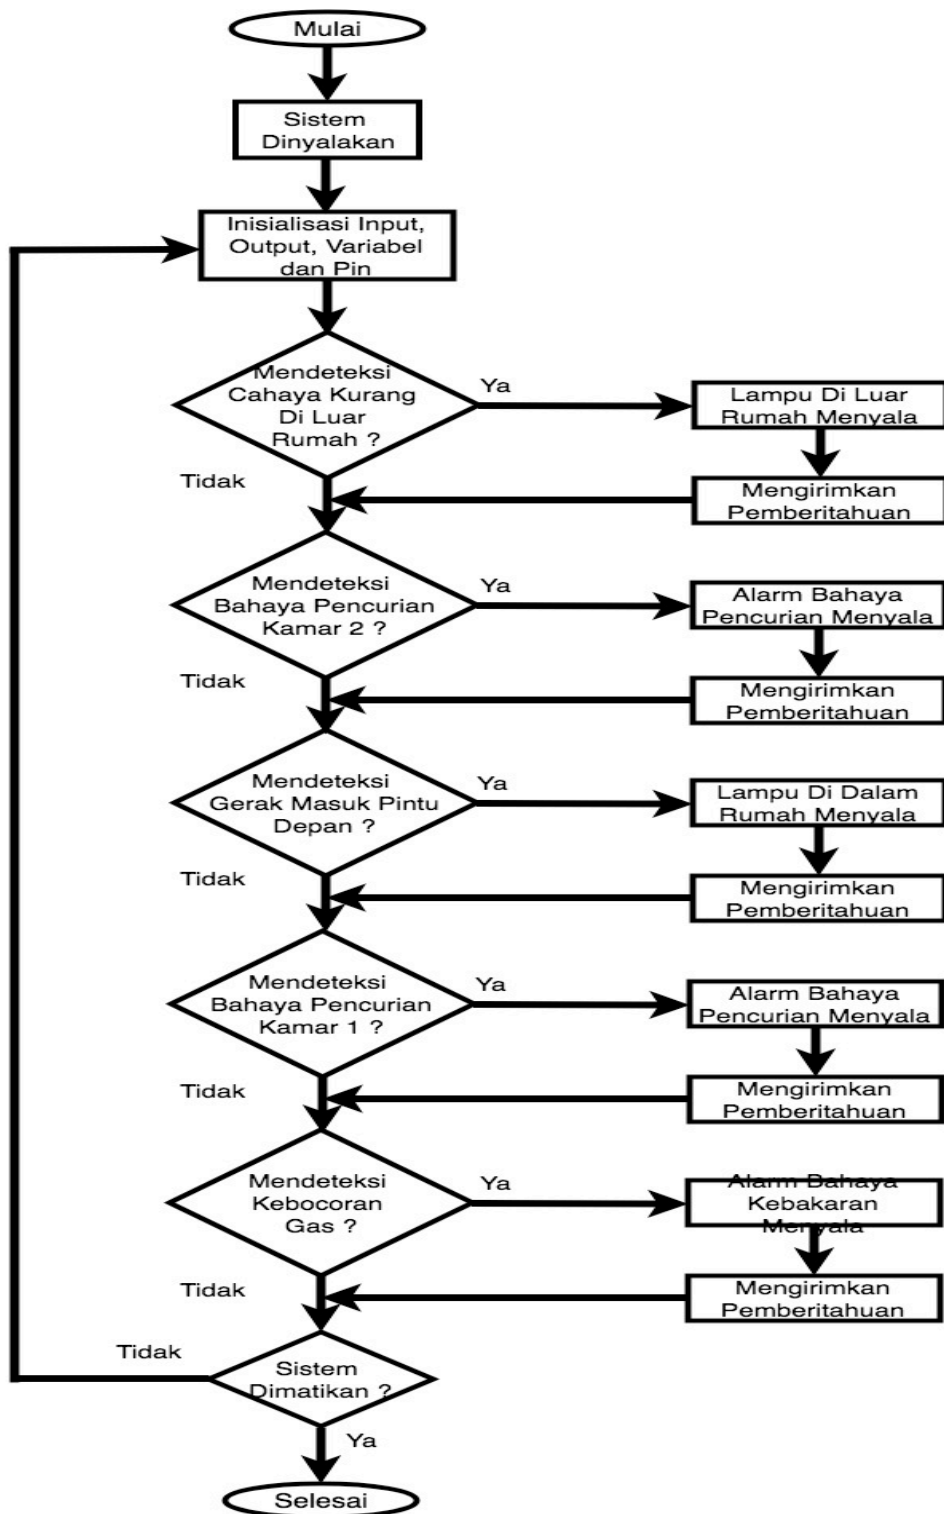 Mulai
Sistem
Dinyalakan
Inisialisasi Input,
Output, Variabel
dan Pin
Mendeteksi
Cahaya Kurang
Di Luar
Rumah ?
Ya
Lampu Di Luar
Rumah Menyala
Tidak
Mengirimkan
Pemberitahuan
Mendeteksi
Bahaya Pencurian
Kamar 2 ?
Ya
Alarm Bahaya
Pencurian Menyala
Tidak
Mengirimkan
Pemberitahuan
Mendeteksi
Gerak Masuk Pintu
Depan ?
Ya
Lampu Di Dalam
Rumah Menyala
Tidak
Mengirimkan
Pemberitahuan
Mendeteksi
Bahaya Pencurian
Kamar 1 ?
Ya
Alarm Bahaya
Pencurian Menyala
Tidak
Mengirimkan
Pemberitahuan
Mendeteksi
Kebocoran
Gas ?
Ya
Alarm Bahaya
Kebakaran
Menyala
Tidak
Mengirimkan
Pemberitahuan
Tidak
Sistem
Dimatikan ?
Ya
Selesai